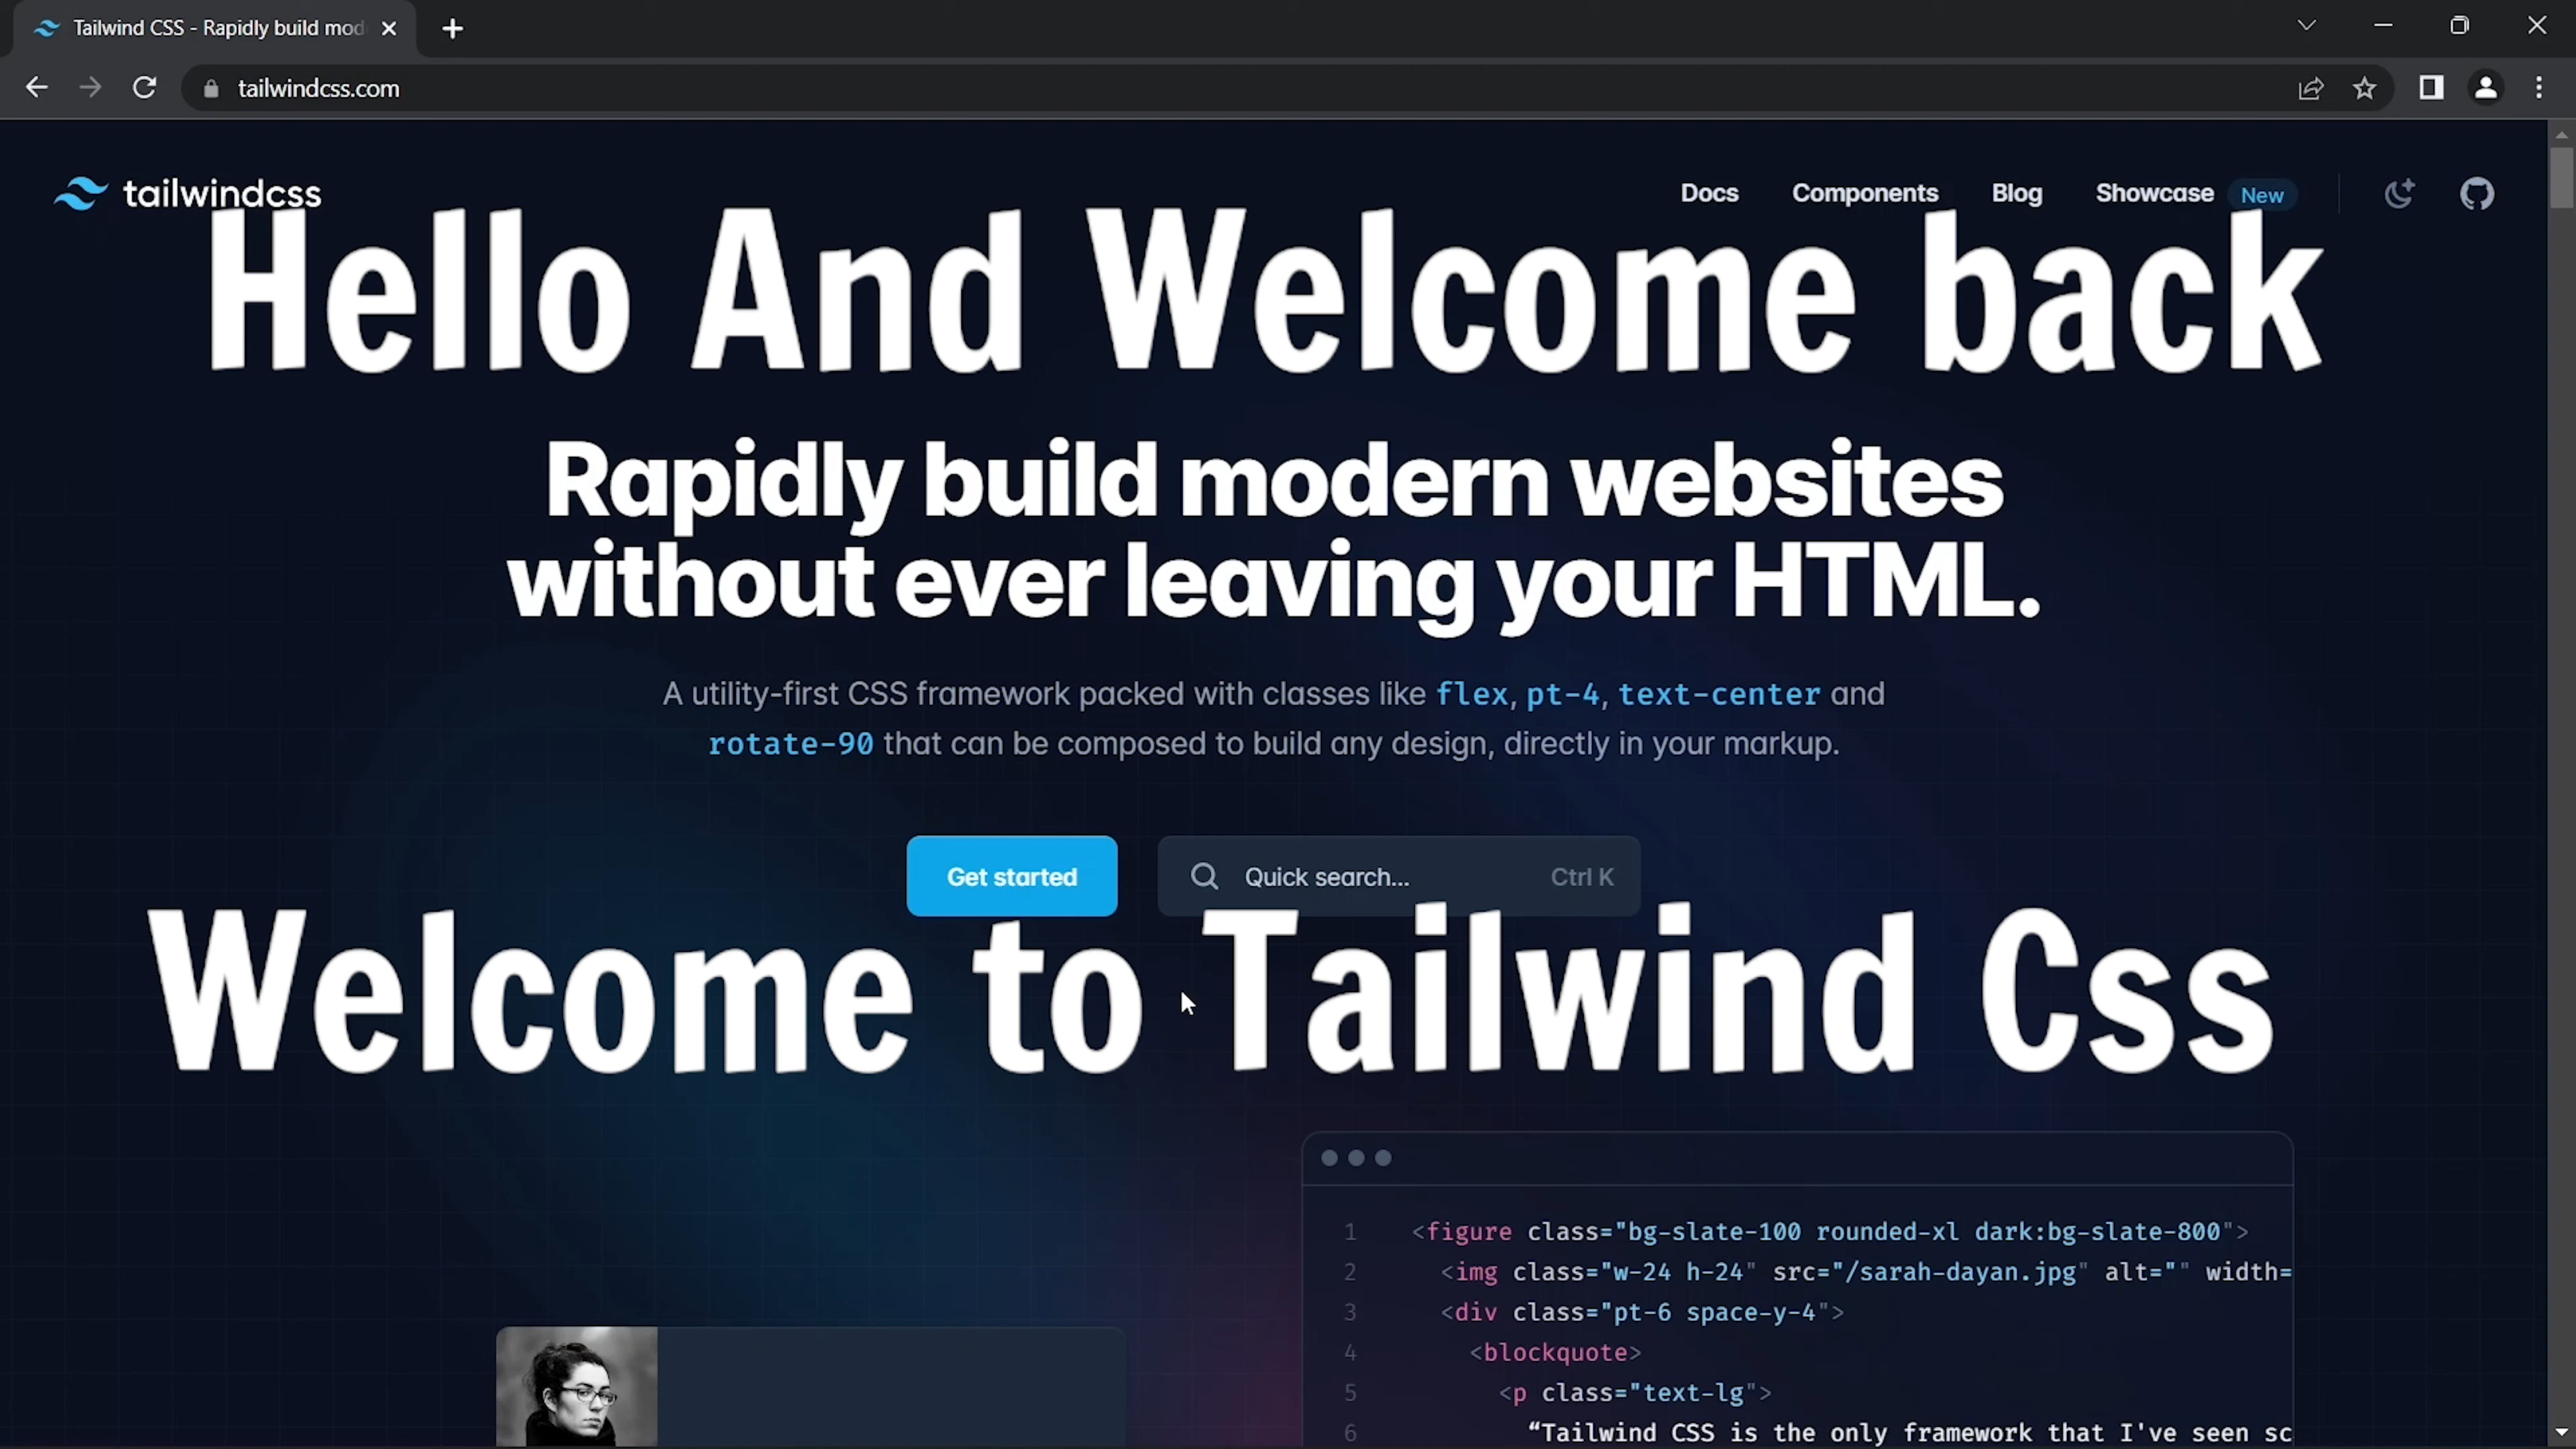 Tailwind CSS - Rapidly build mod
tailwindcss.com
tailwindcss
Docs Components Blog Showcase New
Hello And Welcome back
Rapidly build modern websites
without ever leaving your HTML.
A utility-first CSS framework packed with classes like flex, pt-4, text-center and
rotate-90 that can be composed to build any design, directly in your markup.
Get started Quick search... Ctrl K
Welcome to Tailwind Css
1 <figure class="bg-slate-100 rounded-xl dark:bg-slate-800">
2 <img class="w-24 h-24" src="/sarah-dayan.jpg" alt="" width=
3 <div class="pt-6 space-y-4">
4 <blockquote>
5 <p class="text-lg">
6 “Tailwind CSS is the only framework that I've seen sc